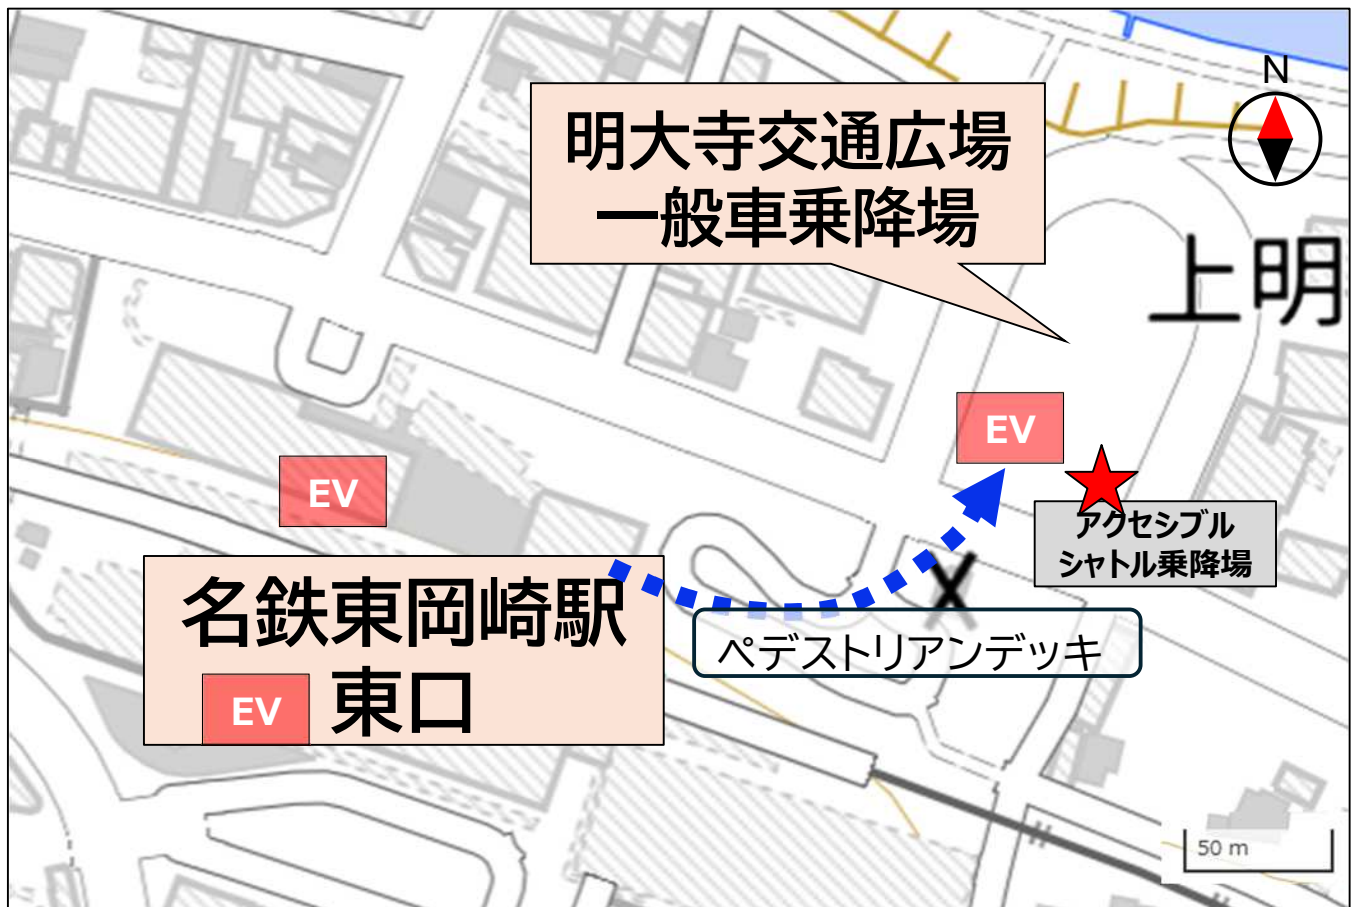 N
明大寺交通広場
一般車乗降場
上明
EV
EV
アクセシブル
シャトル乗降場
名鉄東岡崎駅
EV 東口
ペデストリアンデッキ
50 m